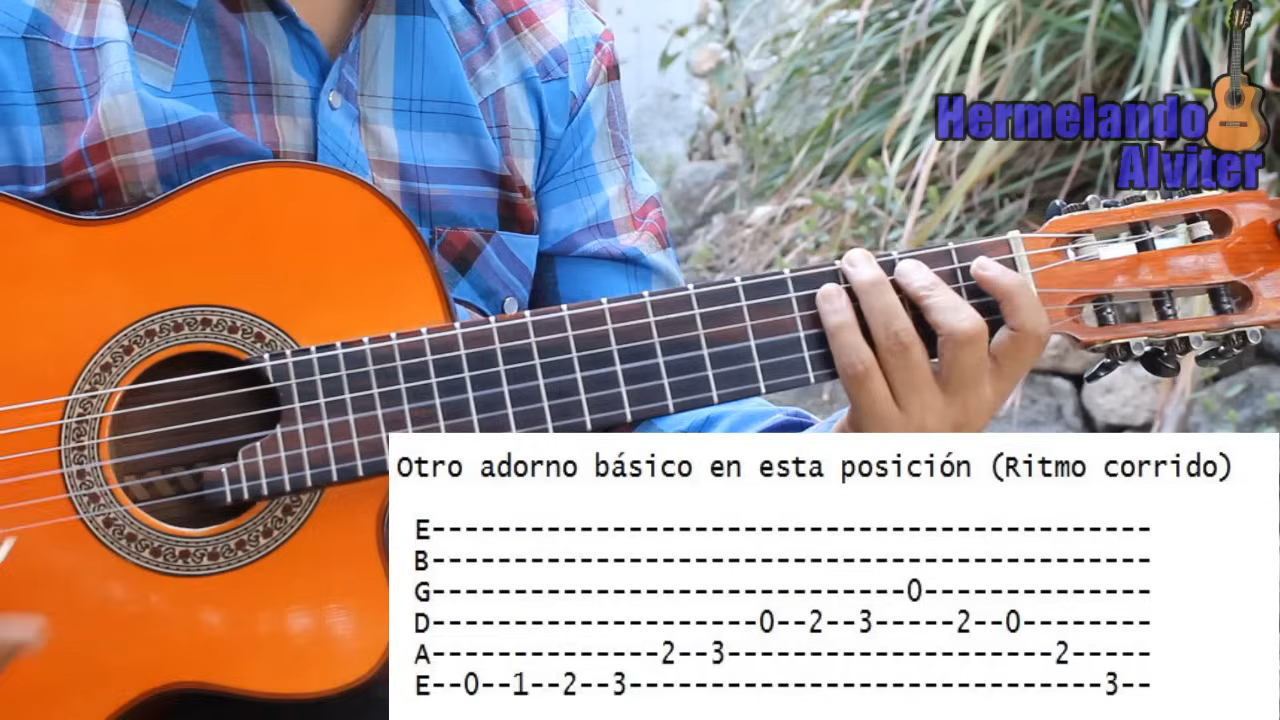 Hermelando
Alviter
Otro adorno básico en esta posición (Ritmo corrido)
E--------------------------------------------
B--------------------------------------------
G-----------------------------0--------------
D--------------------0--2--3-----2--0--------
A--------------2--3--------------------2-----
E--0--1--2--3-----------------------------3--